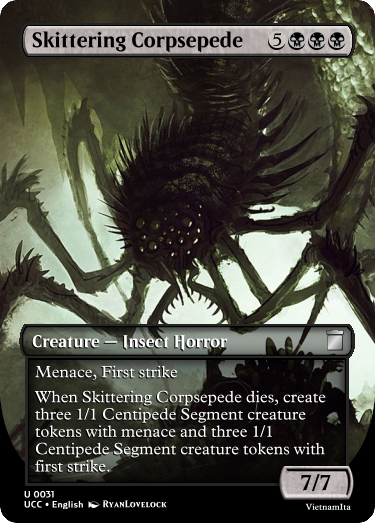 Skittering Corpsepede 5
Creature — Insect Horror
Menace, First strike
When Skittering Corpsepede dies, create
three 1/1 Centipede Segment creature
tokens with menace and three 1/1
Centipede Segment creature tokens with
first strike.
7/7
U 0031
UCC • English RyanLovelock
VietnamIta